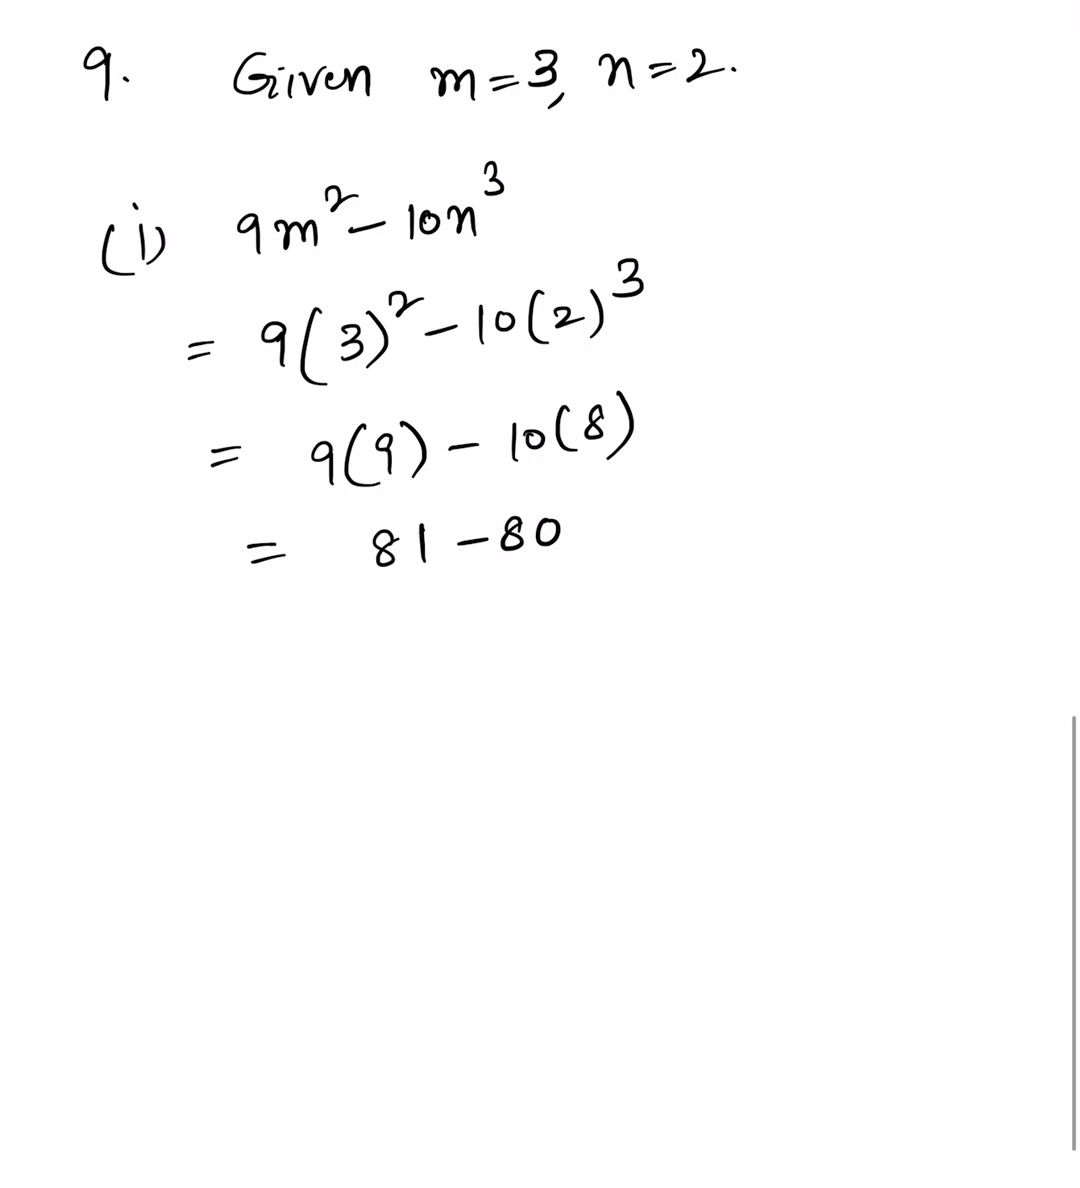 9. Given m=3, n=2.
(i) 9m² - 10n³
= 9(3)² - 10(2)³
= 9(9) - 10(8)
= 81 - 80